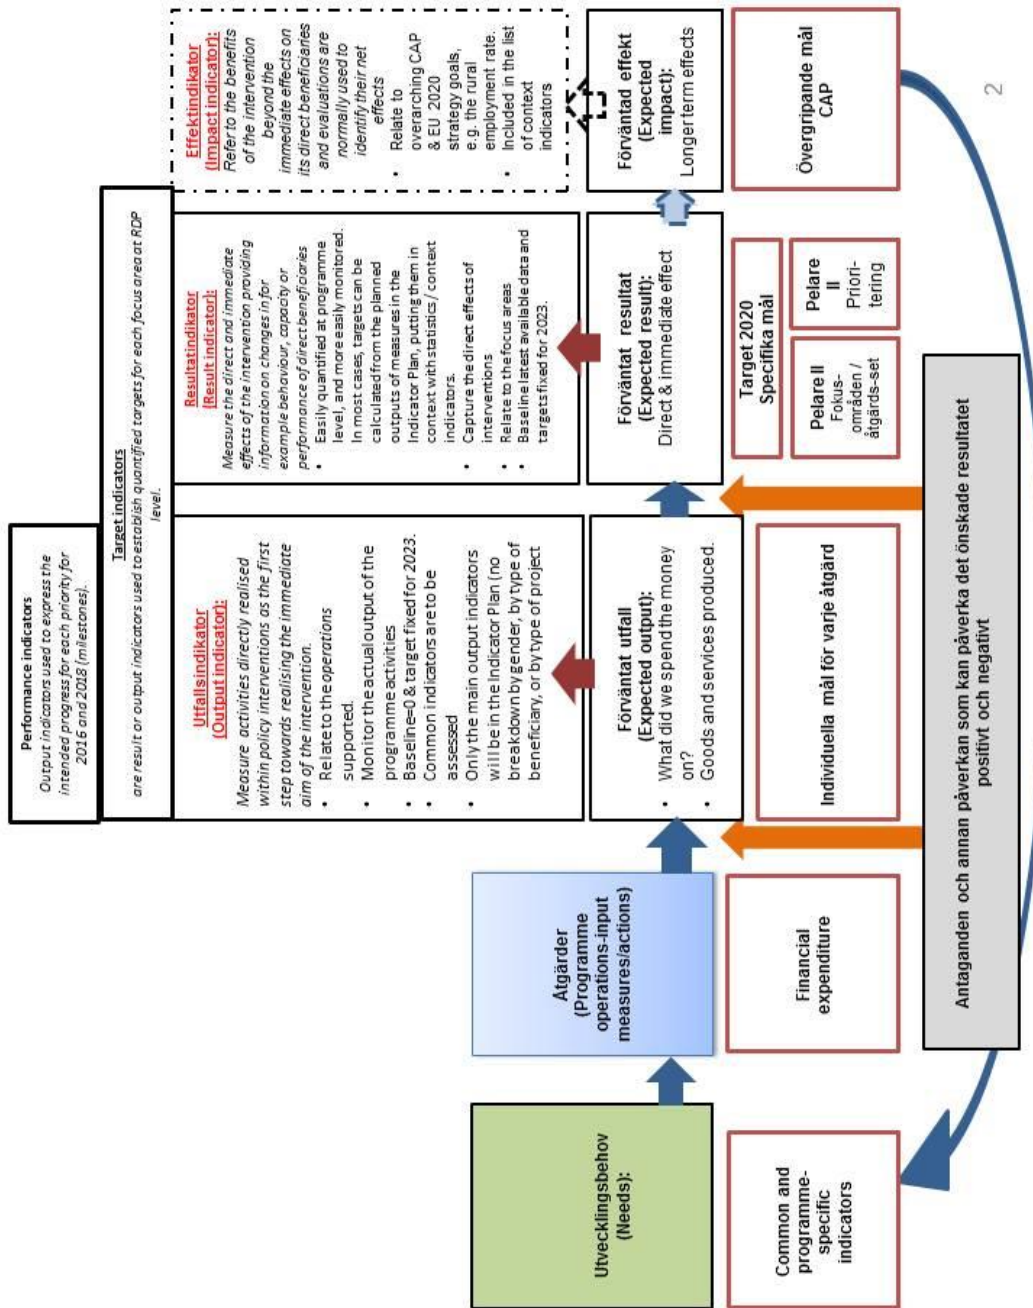 Performance indicators
Output indicators used to express the
intended progress for each priority for
2016 and 2018 (milestones).
Target indicators
are result or output indicators used to establish quantified targets for each focus area at RDP
level.
Utfallsindikator
(Output indicator):
Measure activities directly realised
within policy interventions as the first
step towards realising the immediate
aim of the intervention.
• Relate to the operations
supported.
• Monitor the actual output of the
programme activities
• Baseline=0 & target fixed for 2023.
• Common indicators are to be
assessed
• Only the main output indicators
will be in the Indicator Plan (no
breakdown by gender, by type of
beneficiary, or by type of project
Resultatindikator
(Result indicator):
Measure the direct and immediate
effects of the intervention providing
information on changes in for
example behaviour, capacity or
performance of direct beneficiaries
• Easily quantified at programme
level, and more easily monitored.
In most cases, targets can be
calculated from the planned
outputs of measures in the
Indicator Plan, putting them in
context with statistics / context
indicators.
• Capture the direct effects of
interventions
• Relate to the focus areas
• Baseline latest available data and
targets fixed for 2023.
Effektindikator
(Impact indicator):
Refer to the benefits
of the intervention
beyond the
immediate effects on
its direct beneficiaries
and evaluations are
normally used to
identify their net
effects
• Relate to
overarching CAP
& EU 2020
strategy goals,
e.g. the rural
employment rate.
• Included in the list
of context
indicators
Utvecklingsbehov
(Needs):
Åtgärder
(Programme
operations-input
measures/actions)
Förväntat utfall
(Expected output):
• What did we spend the money
on?
• Goods and services produced.
Förväntat resultat
(Expected result):
Direct & immediate effect
Förväntad effekt
(Expected
impact):
Longer term effects
Common and
programme-
specific
indicators
Financial
expenditure
Individuella mål för varje åtgärd
Target 2020
Specifika mål
Pelare II
Fokus-
områden /
åtgärds-set
Pelare
II
Priori-
tering
Övergripande mål
CAP
Antaganden och annan påverkan som kan påverka det önskade resultatet
positivt och negativt
2